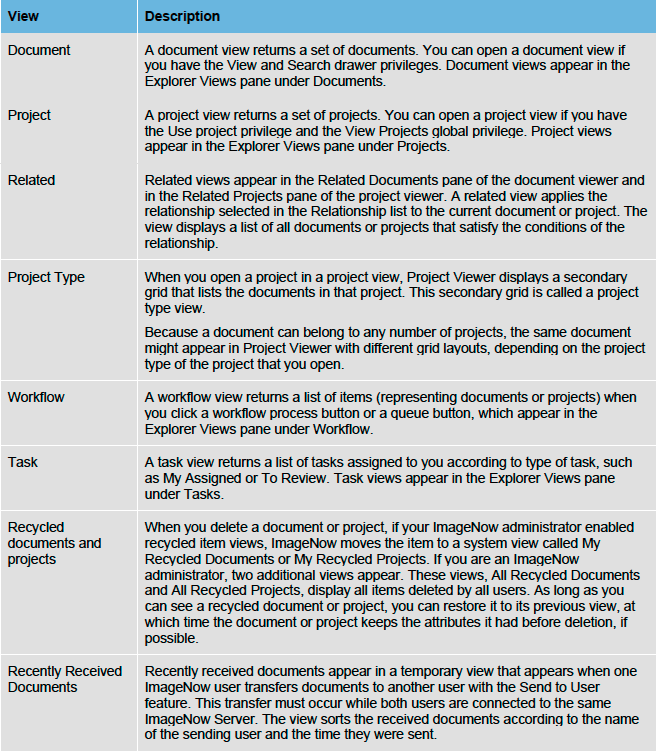 View Description
Document A document view returns a set of documents. You can open a document view if
you have the View and Search drawer privileges. Document views appear in the
Explorer Views pane under Documents.
Project A project view returns a set of projects. You can open a project view if you have
the Use project privilege and the View Projects global privilege. Project views
appear in the Explorer Views pane under Projects.
Related Related views appear in the Related Documents pane of the document viewer and
in the Related Projects pane of the project viewer. A related view applies the
relationship selected in the Relationship list to the current document or project. The
view displays a list of all documents or projects that satisfy the conditions of the
relationship.
Project Type When you open a project in a project view, Project Viewer displays a secondary
grid that lists the documents in that project. This secondary grid is called a project
type view.
Because a document can belong to any number of projects, the same document
might appear in Project Viewer with different grid layouts, depending on the project
type of the project that you open.
Workflow A workflow view returns a list of items (representing documents or projects) when
you click a workflow process button or a queue button, which appear in the
Explorer Views pane under Workflow.
Task A task view returns a list of tasks assigned to you according to type of task, such
as My Assigned or To Review. Task views appear in the Explorer Views pane
under Tasks.
Recycled When you delete a document or project, if your ImageNow administrator enabled
documents and recycled item views, ImageNow moves the item to a system view called My
projects Recycled Documents or My Recycled Projects. If you are an ImageNow
administrator, two additional views appear. These views, All Recycled Documents
and All Recycled Projects, display all items deleted by all users. As long as you
can see a recycled document or project, you can restore it to its previous view, at
which time the document or project keeps the attributes it had before deletion, if
possible.
Recently Received Recently received documents appear in a temporary view that appears when one
Documents ImageNow user transfers documents to another user with the Send to User
feature. This transfer must occur while both users are connected to the same
ImageNow Server. The view sorts the received documents according to the name
of the sending user and the time they were sent.